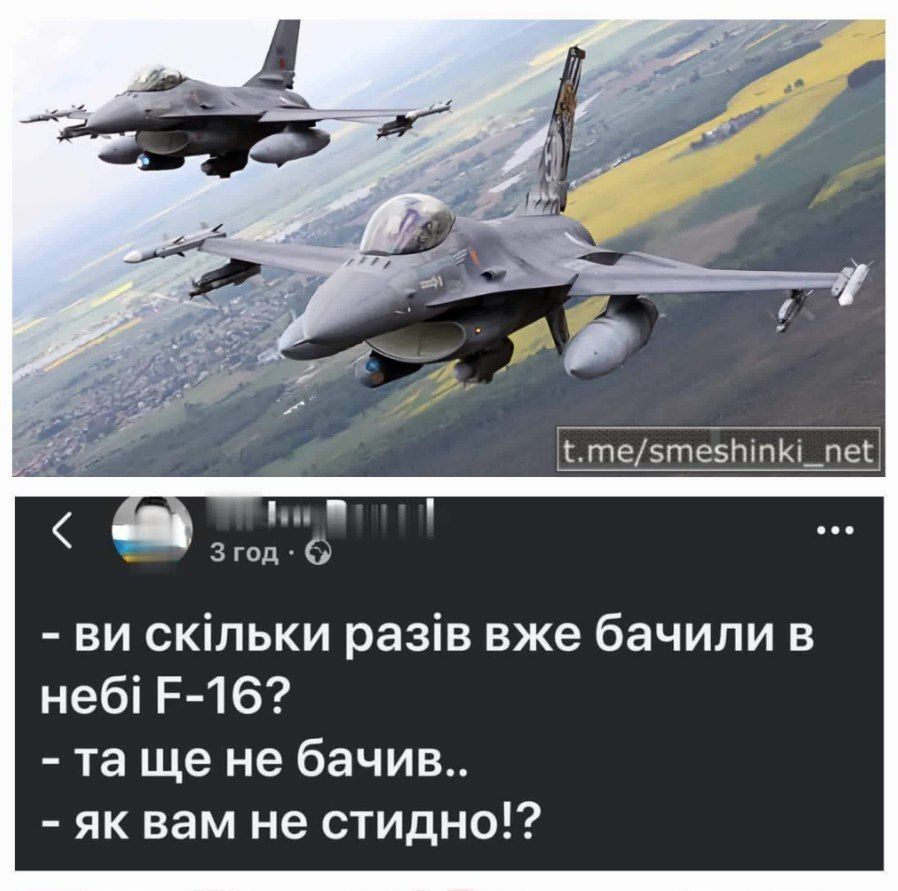 t.me/smeshinki_net
3 год ·
- ви скільки разів вже бачили в
небі F-16?
- та ще не бачив..
- як вам не стидно!?